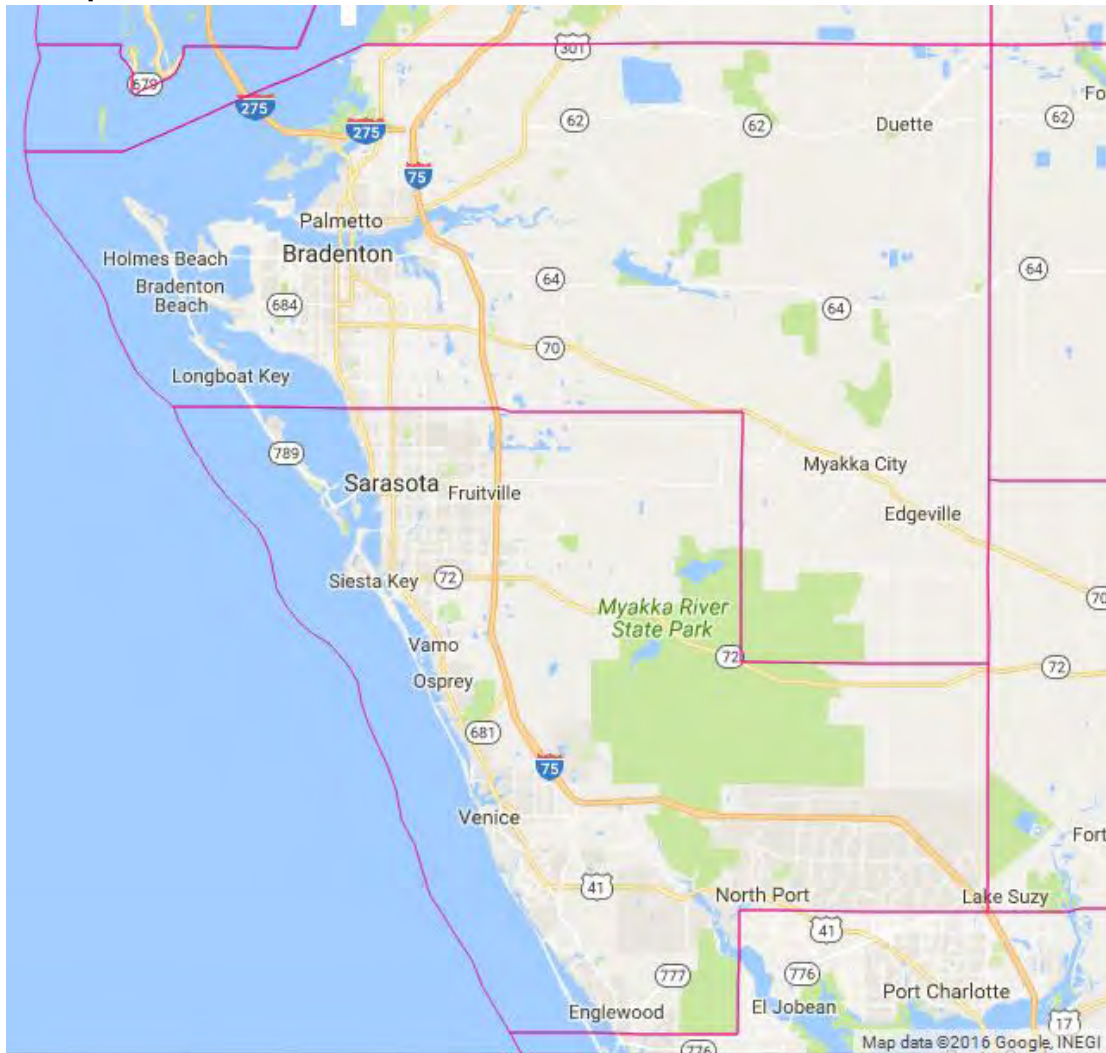 301
679
Fo
275
62
62
Duette
62
275
75
Palmetto
Bradenton
Holmes Beach
64
64
Bradenton
Beach
684
64
70
Longboat Key
789
Myakka City
Sarasota
Fruitville
Edgeville
Siesta Key
72
70
Myakka River
State Park
Vamo
72
72
Osprey
681
75
Venice
Fort
41
North Port
Lake Suzy
41
777
776
Port Charlotte
Englewood
El Jobean
17
776
Map data ©2016 Google, INEGI